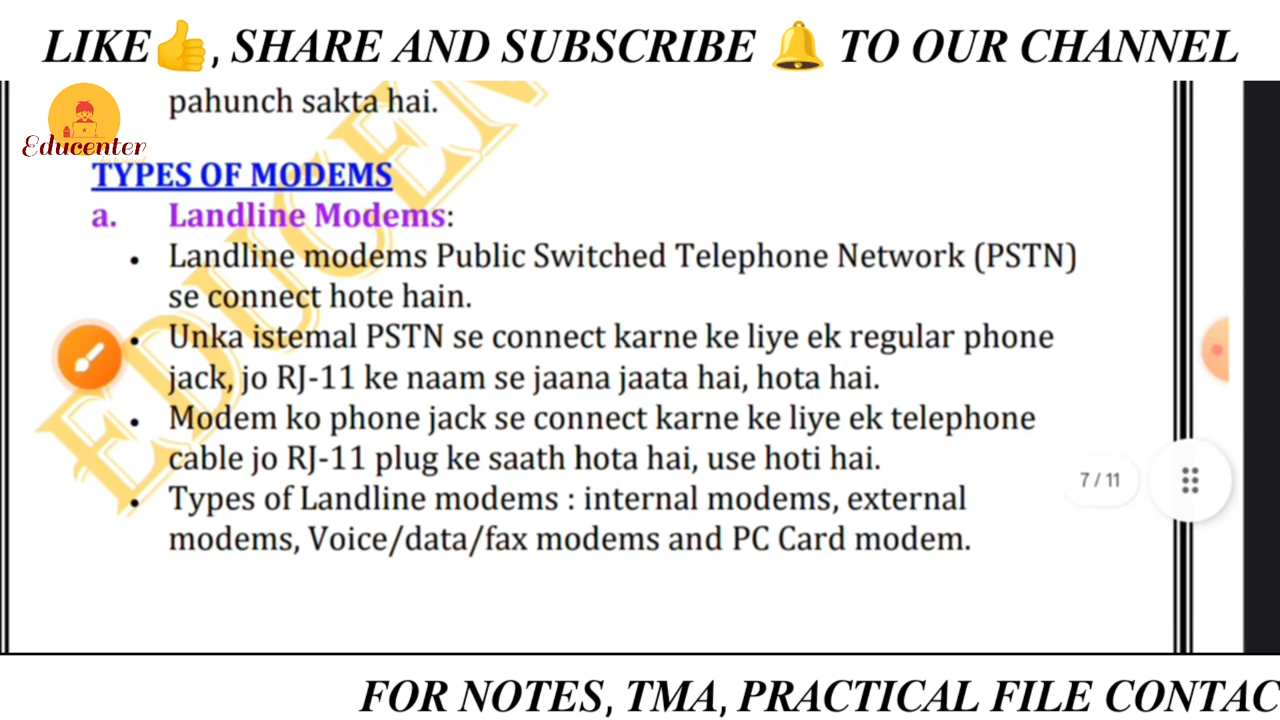 LIKE👍, SHARE AND SUBSCRIBE 🔔 TO OUR CHANNEL
pahunch sakta hai.
Educenter
TYPES OF MODEMS
a. Landline Modems:
• Landline modems Public Switched Telephone Network (PSTN)
se connect hote hain.
• Unka istemal PSTN se connect karne ke liye ek regular phone
jack, jo RJ-11 ke naam se jaana jaata hai, hota hai.
• Modem ko phone jack se connect karne ke liye ek telephone
cable jo RJ-11 plug ke saath hota hai, use hoti hai.
7 / 11
• Types of Landline modems : internal modems, external
modems, Voice/data/fax modems and PC Card modem.
EDUCEN
FOR NOTES, TMA, PRACTICAL FILE CONTAC